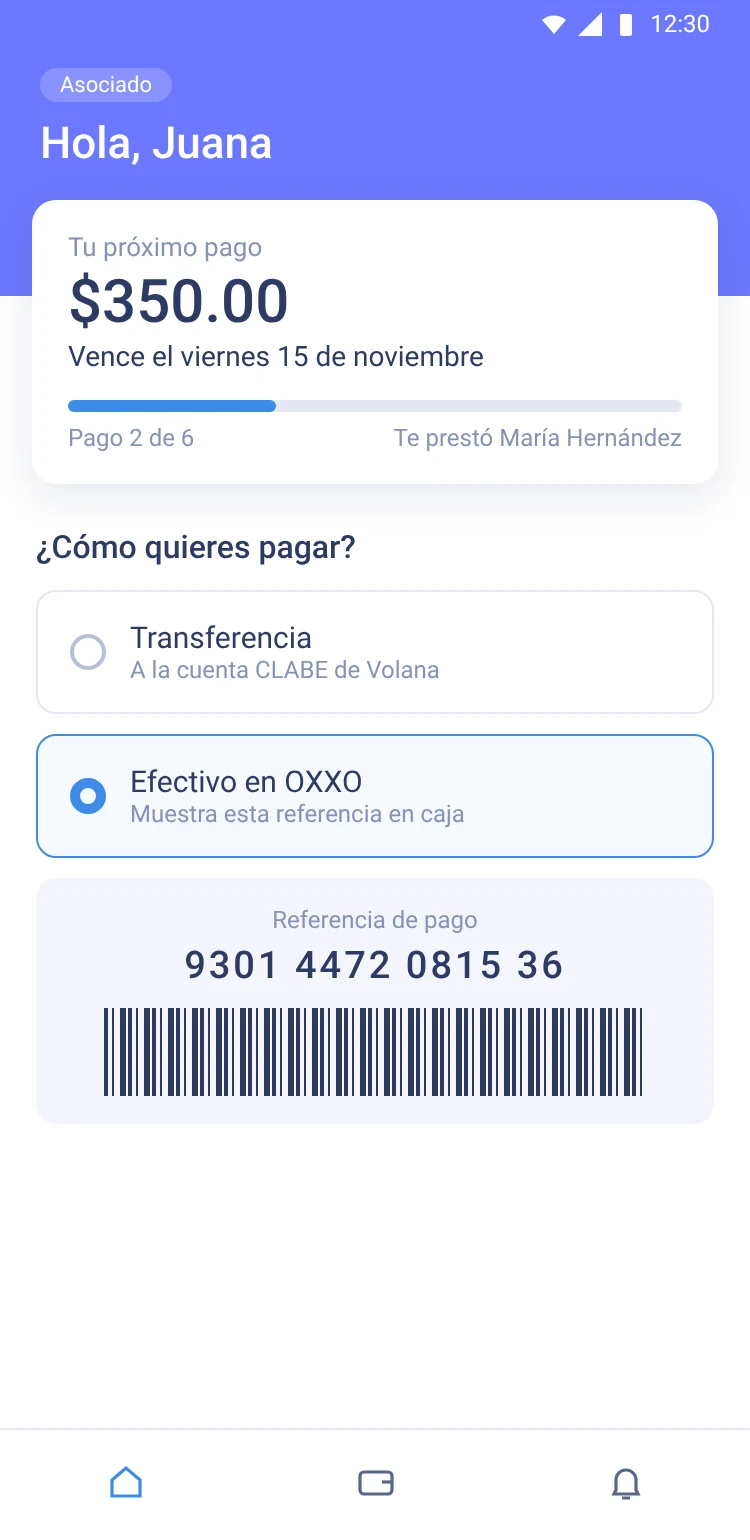 12:30
Asociado
Hola, Juana
Tu próximo pago
$350.00
Vence el viernes 15 de noviembre
Pago 2 de 6
Te prestó María Hernández
¿Cómo quieres pagar?
Transferencia
A la cuenta CLABE de Volana
Efectivo en OXXO
Muestra esta referencia en caja
Referencia de pago
9301 4472 0815 36